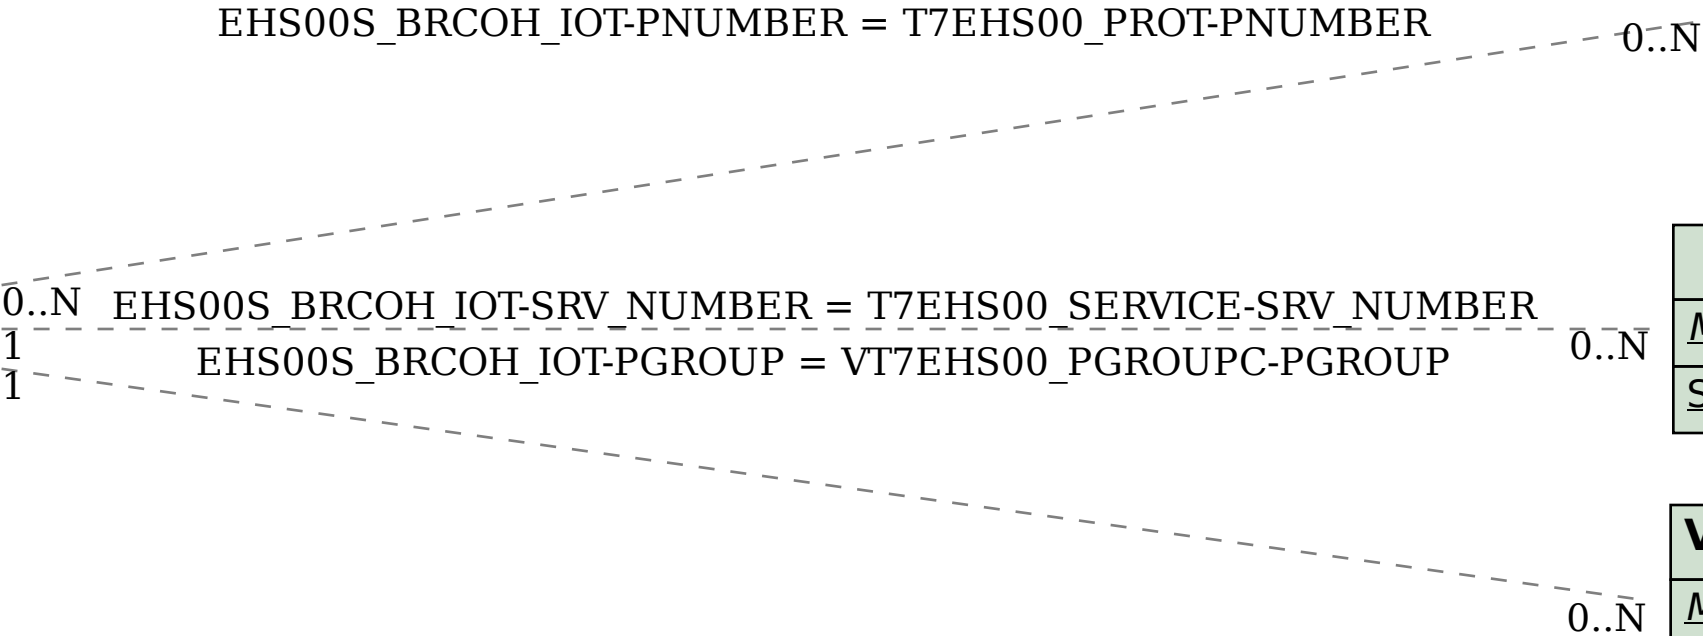 EHS00S_BRCOH_IOT-PNUMBER = T7EHS00_PROT-PNUMBER
0..N
0..N
EHS00S_BRCOH_IOT-SRV_NUMBER = T7EHS00_SERVICE-SRV_NUMBER
1
0..N
EHS00S_BRCOH_IOT-PGROUP = VT7EHS00_PGROUPC-PGROUP
1
0..N